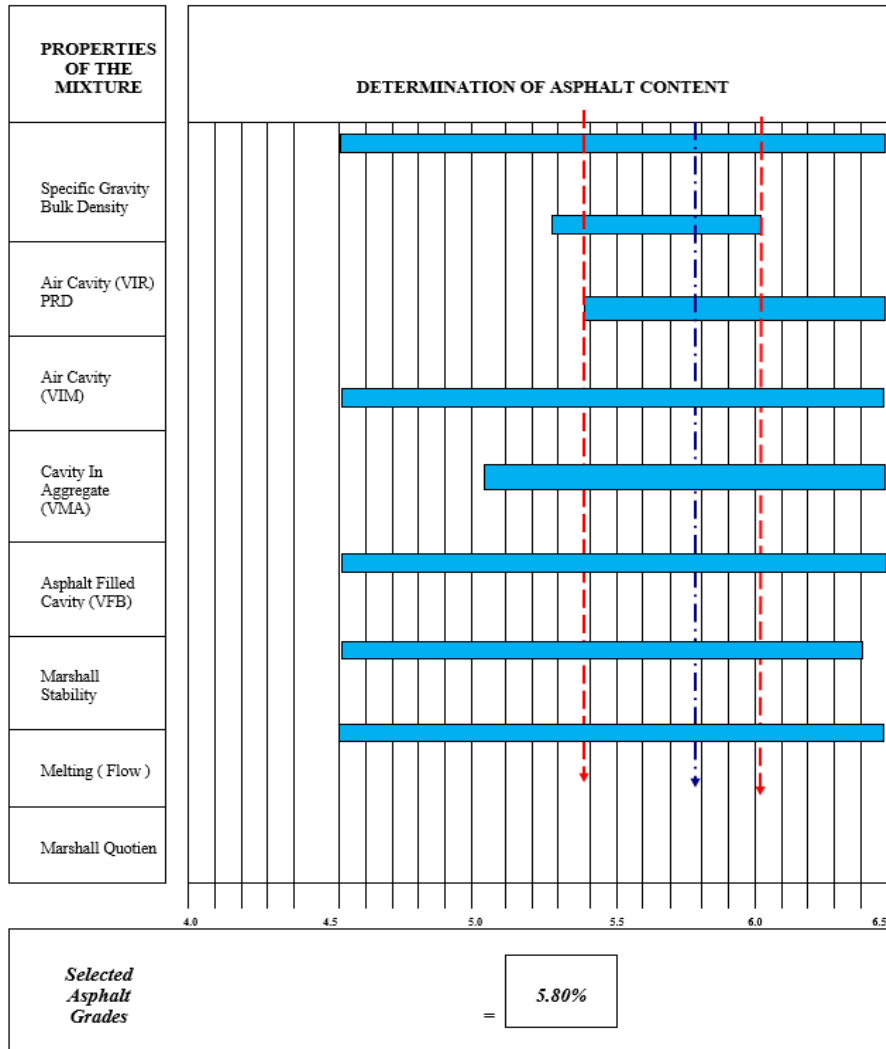 PROPERTIES
OF THE
MIXTURE
DETERMINATION OF ASPHALT CONTENT
Specific Gravity
Bulk Density
Air Cavity (VIR)
PRD
Air Cavity
(VIM)
Cavity In
Aggregate
(VMA)
Asphalt Filled
Cavity (VFB)
Marshall
Stability
Melting ( Flow )
Marshall Quotien
4.0 4.5 5.0 5.5 6.0 6.5
Selected
Asphalt
Grades
= 5.80%